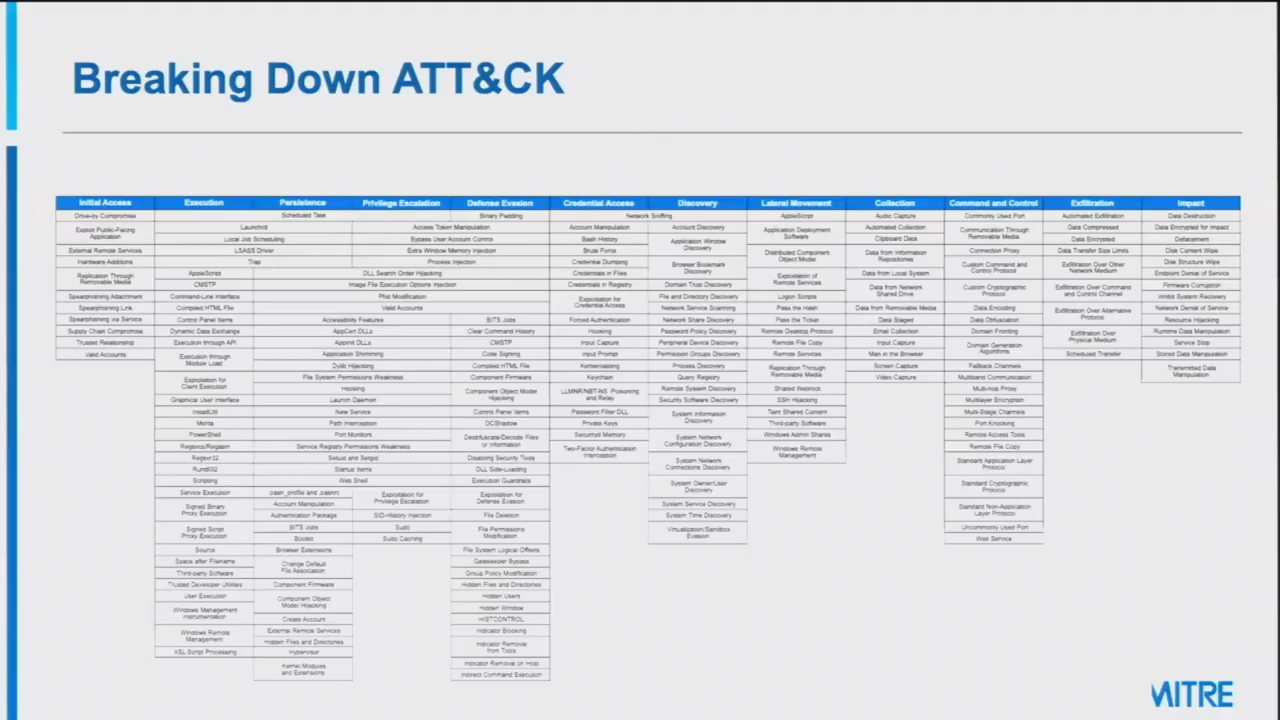 Breaking Down ATT&CK
Initial Access
Execution
Persistence
Privilege Escalation
Defense Evasion
Credential Access
Discovery
Lateral Movement
Collection
Command and Control
Exfiltration
Impact
Drive-by Compromise
Exploit Public-Facing
Application
External Remote Services
Hardware Additions
Replication Through
Removable Media
Spearphishing Attachment
Spearphishing Link
Spearphishing via Service
Supply Chain Compromise
Trusted Relationship
Valid Accounts
Scheduled Task
Launchctl
Local Job Scheduling
LSASS Driver
Trap
AppleScript
CMSTP
Command-Line Interface
Compiled HTML File
Control Panel Items
Dynamic Data Exchange
Execution through API
Execution through
Module Load
Exploitation for
Client Execution
Graphical User Interface
InstallUtil
Mshta
PowerShell
Regsvcs/Regasm
Regsvr32
Rundll32
Scripting
Service Execution
Signed Binary
Proxy Execution
Signed Script
Proxy Execution
Source
Space after Filename
Third-party Software
Trusted Developer Utilities
User Execution
Windows Management
Instrumentation
Windows Remote
Management
XSL Script Processing
Access Token Manipulation
Bypass User Account Control
Extra Window Memory Injection
Process Injection
DLL Search Order Hijacking
Image File Execution Options Injection
Plist Modification
Valid Accounts
Accessibility Features
AppCert DLLs
AppInit DLLs
Application Shimming
Dylib Hijacking
File System Permissions Weakness
Hooking
Launch Daemon
New Service
Path Interception
Port Monitors
Service Registry Permissions Weakness
Setuid and Setgid
Startup Items
Web Shell
.bash_profile and .bashrc
Account Manipulation
Authentication Package
BITS Jobs
Bootkit
Browser Extensions
Change Default
File Association
Component Firmware
Component Object
Model Hijacking
Create Account
External Remote Services
Hidden Files and Directories
Hypervisor
Kernel Modules
and Extensions
Exploitation for
Privilege Escalation
SID-History Injection
Sudo
Sudo Caching
Binary Padding
BITS Jobs
Clear Command History
CMSTP
Code Signing
Compiled HTML File
Component Firmware
Component Object Model
Hijacking
Control Panel Items
DCShadow
Deobfuscate/Decode Files
or Information
Disabling Security Tools
DLL Side-Loading
Execution Guardrails
Exploitation for
Defense Evasion
File Deletion
File Permissions
Modification
File System Logical Offsets
Gatekeeper Bypass
Group Policy Modification
Hidden Files and Directories
Hidden Users
Hidden Window
HISTCONTROL
Indicator Blocking
Indicator Removal
from Tools
Indicator Removal on Host
Indirect Command Execution
Network Sniffing
Account Manipulation
Bash History
Brute Force
Credential Dumping
Credentials in Files
Credentials in Registry
Exploitation for
Credential Access
Forced Authentication
Hooking
Input Capture
Input Prompt
Kerberoasting
Keychain
LLMNR/NBT-NS Poisoning
and Relay
Password Filter DLL
Private Keys
Securityd Memory
Two-Factor Authentication
Interception
Account Discovery
Application Window
Discovery
Browser Bookmark
Discovery
Domain Trust Discovery
File and Directory Discovery
Network Service Scanning
Network Share Discovery
Password Policy Discovery
Peripheral Device Discovery
Permission Groups Discovery
Process Discovery
Query Registry
Remote System Discovery
Security Software Discovery
System Information
Discovery
System Network
Configuration Discovery
System Network
Connections Discovery
System Owner/User
Discovery
System Service Discovery
System Time Discovery
Virtualization/Sandbox
Evasion
AppleScript
Application Deployment
Software
Distributed Component
Object Model
Exploitation of
Remote Services
Logon Scripts
Pass the Hash
Pass the Ticket
Remote Desktop Protocol
Remote File Copy
Remote Services
Replication Through
Removable Media
Shared Webroot
SSH Hijacking
Taint Shared Content
Third-party Software
Windows Admin Shares
Windows Remote
Management
Audio Capture
Automated Collection
Clipboard Data
Data from Information
Repositories
Data from Local System
Data from Network
Shared Drive
Data from Removable Media
Data Staged
Email Collection
Input Capture
Man in the Browser
Screen Capture
Video Capture
Commonly Used Port
Communication Through
Removable Media
Connection Proxy
Custom Command and
Control Protocol
Custom Cryptographic
Protocol
Data Encoding
Data Obfuscation
Domain Fronting
Domain Generation
Algorithms
Fallback Channels
Multiband Communication
Multi-hop Proxy
Multilayer Encryption
Multi-Stage Channels
Port Knocking
Remote Access Tools
Remote File Copy
Standard Application Layer
Protocol
Standard Cryptographic
Protocol
Standard Non-Application
Layer Protocol
Uncommonly Used Port
Web Service
Automated Exfiltration
Data Compressed
Data Encrypted
Data Transfer Size Limits
Exfiltration Over Other
Network Medium
Exfiltration Over Command
and Control Channel
Exfiltration Over Alternative
Protocol
Exfiltration Over
Physical Medium
Scheduled Transfer
Data Destruction
Data Encrypted for Impact
Defacement
Disk Content Wipe
Disk Structure Wipe
Endpoint Denial of Service
Firmware Corruption
Inhibit System Recovery
Network Denial of Service
Resource Hijacking
Runtime Data Manipulation
Service Stop
Stored Data Manipulation
Transmitted Data
Manipulation
MITRE